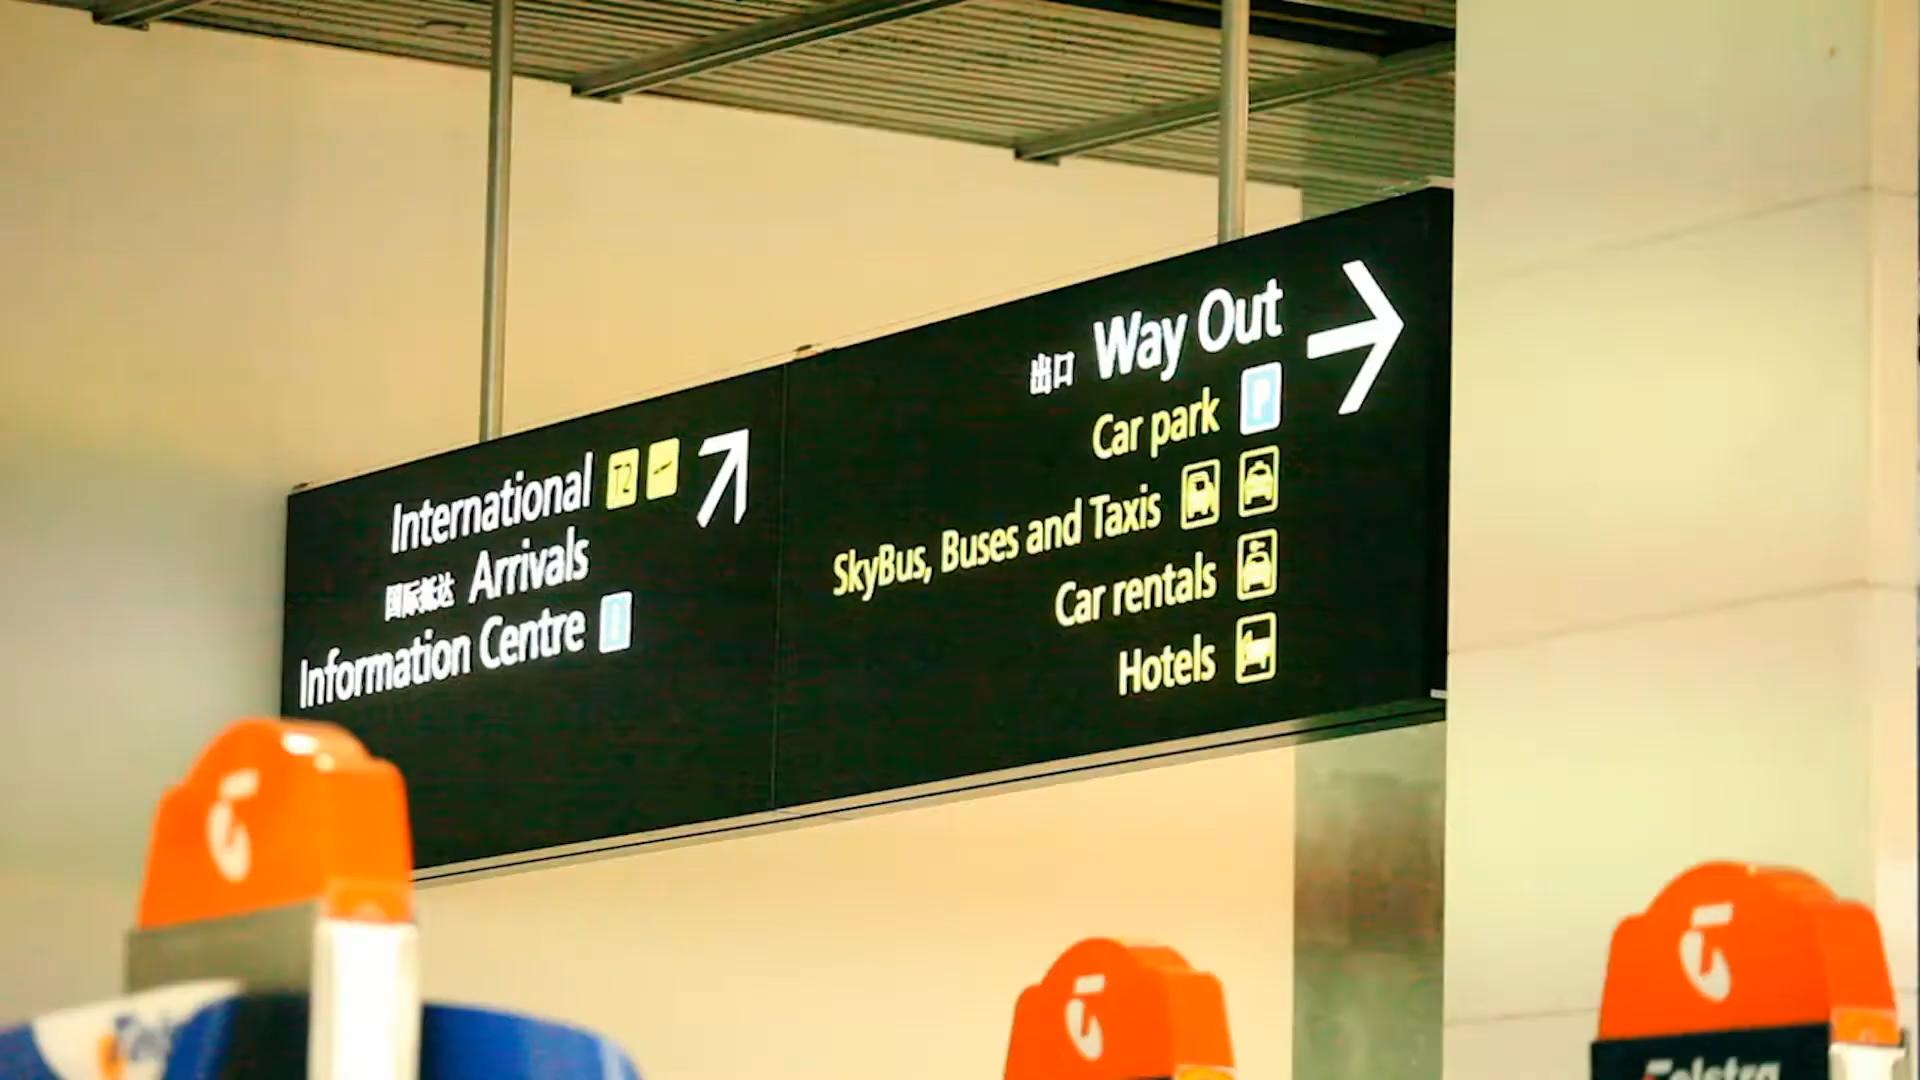 International T2
国际抵达 Arrivals
Information Centre i
出口 Way Out
Car park P
SkyBus, Buses and Taxis
Car rentals
Hotels
Telstra